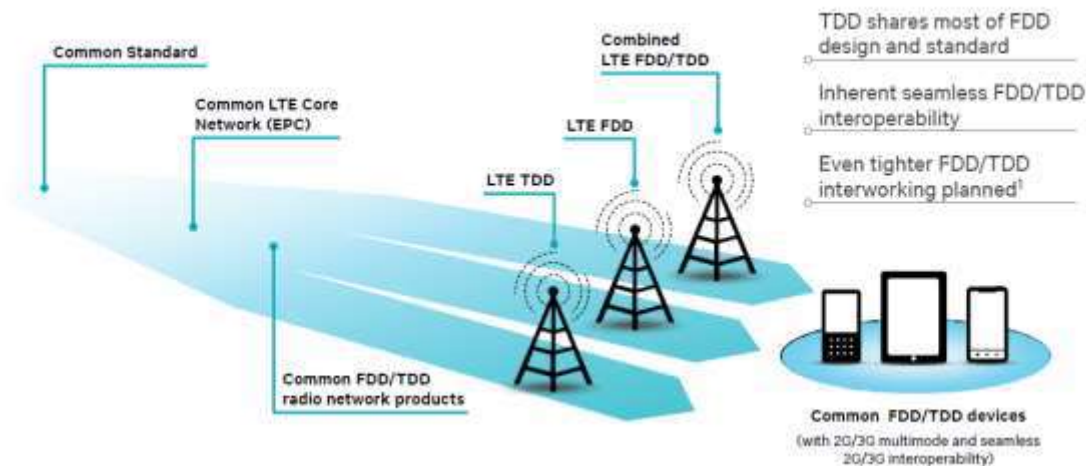 Common Standard
Common LTE Core
Network (EPC)
Combined
LTE FDD/TDD
LTE FDD
LTE TDD
TDD shares most of FDD
design and standard
Inherent seamless FDD/TDD
interoperability
Even tighter FDD/TDD
interworking planned¹
Common FDD/TDD
radio network products
Common FDD/TDD devices
(with 2G/3G multimode and seamless
2G/3G interoperability)